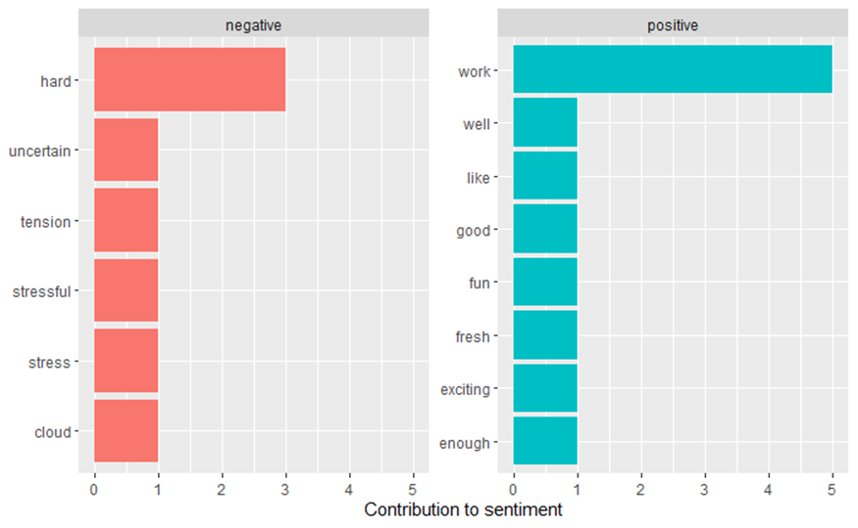 negative
hard
uncertain
tension
stressful
stress
cloud
0 1 2 3 4 5
positive
work
well
like
good
fun
fresh
exciting
enough
0 1 2 3 4 5
Contribution to sentiment